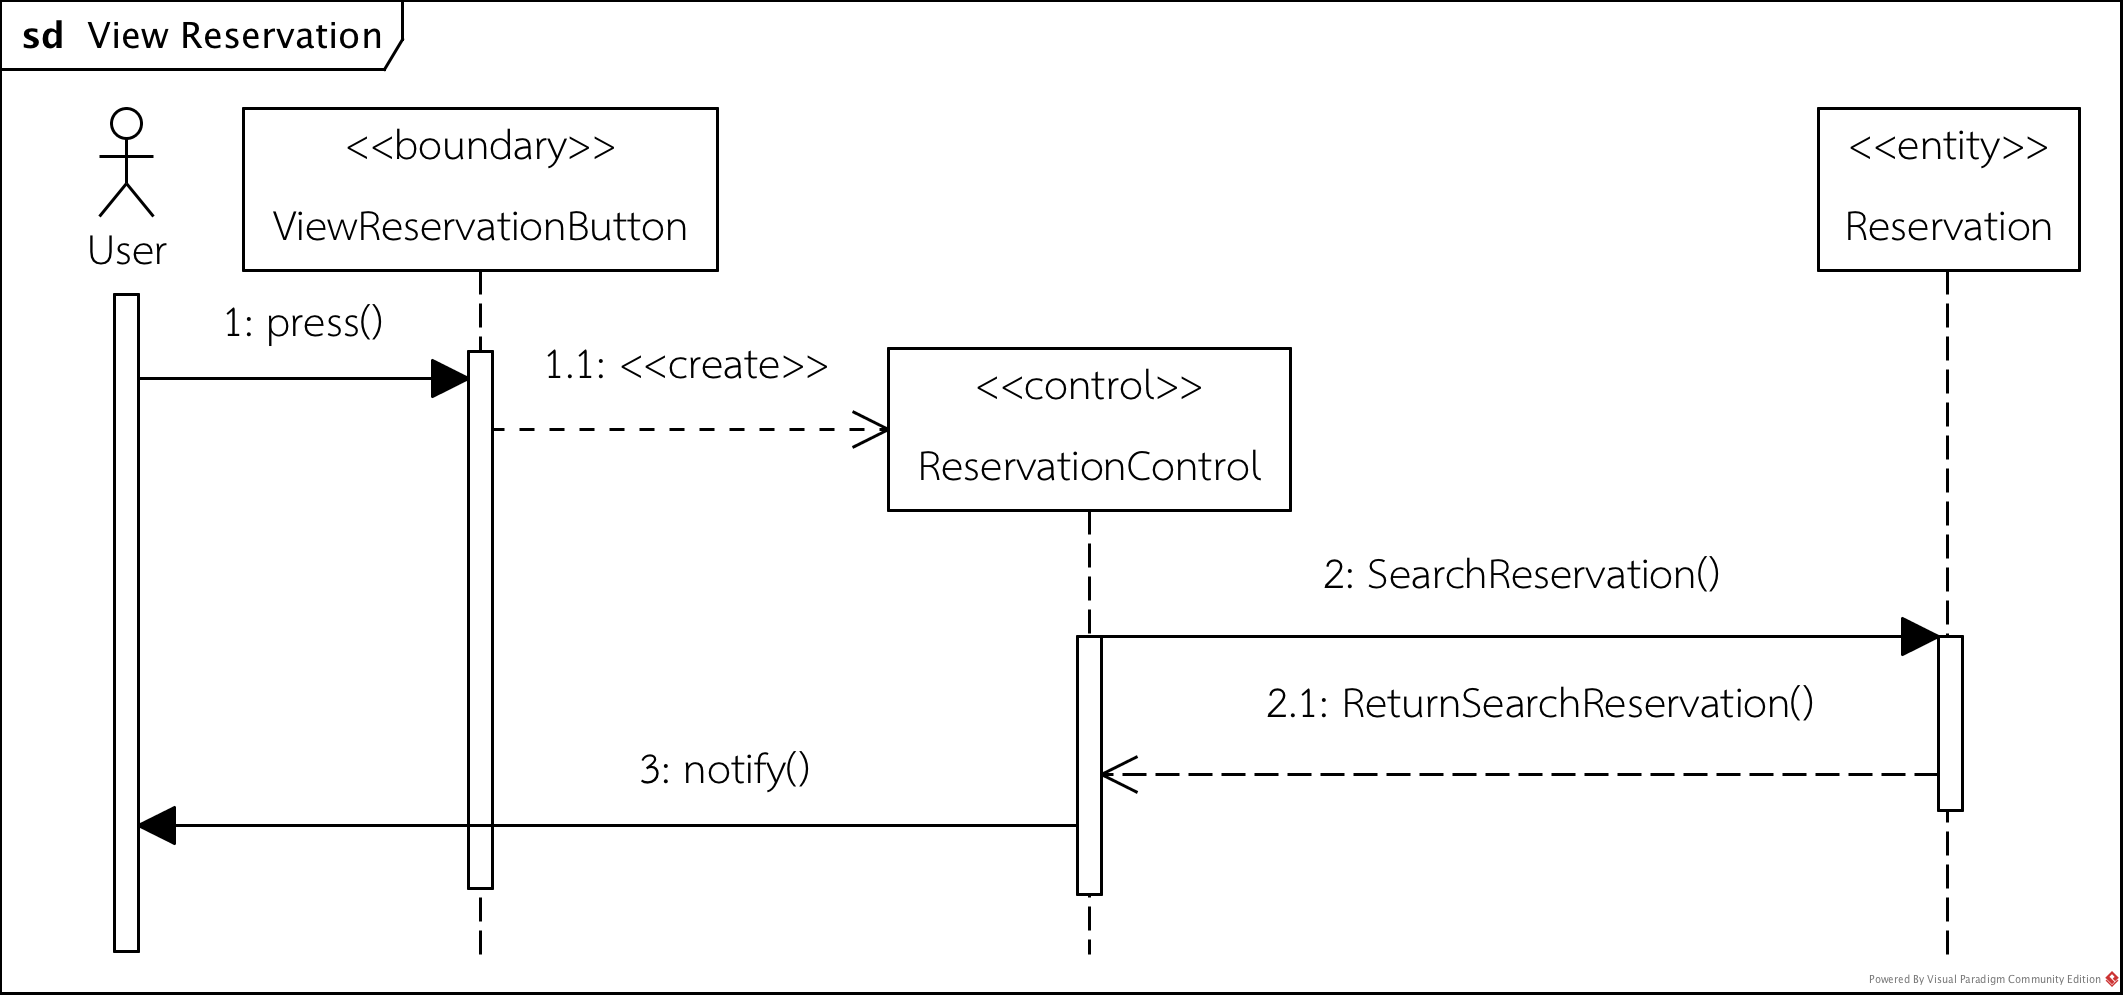 sd View Reservation
User
<<boundary>>
ViewReservationButton
<<entity>>
Reservation
1: press()
1.1: <<create>>
<<control>>
ReservationControl
2: SearchReservation()
2.1: ReturnSearchReservation()
3: notify()
Powered By Visual Paradigm Community Edition